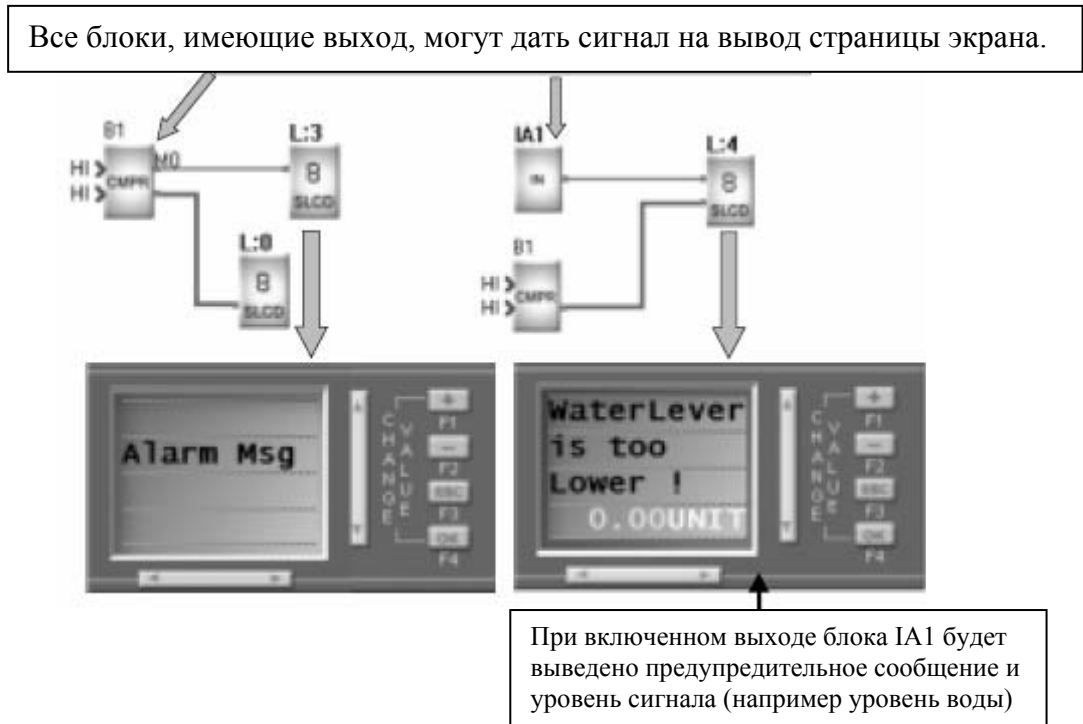 Все блоки, имеющие выход, могут дать сигнал на вывод страницы экрана.
B1
HI
HI
CMPR
M0
L:3
8
SLCD
L:0
8
SLCD
IA1
IN
L:4
8
SLCD
B1
HI
HI
CMPR
Alarm Msg
CHANGE
VALUE
+
F1
−
F2
ESC
F3
OK
F4
WaterLever
is too
Lower !
0.00UNIT
CHANGE
VALUE
+
F1
−
F2
ESC
F3
OK
F4
При включенном выходе блока IA1 будет
выведено предупредительное сообщение и
уровень сигнала (например уровень воды)